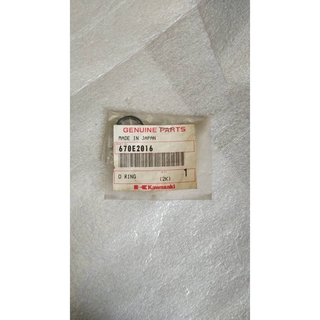 GENUINE PARTS
MADE IN JAPAN
670E2016
1
O RING (2K)
Kawasaki